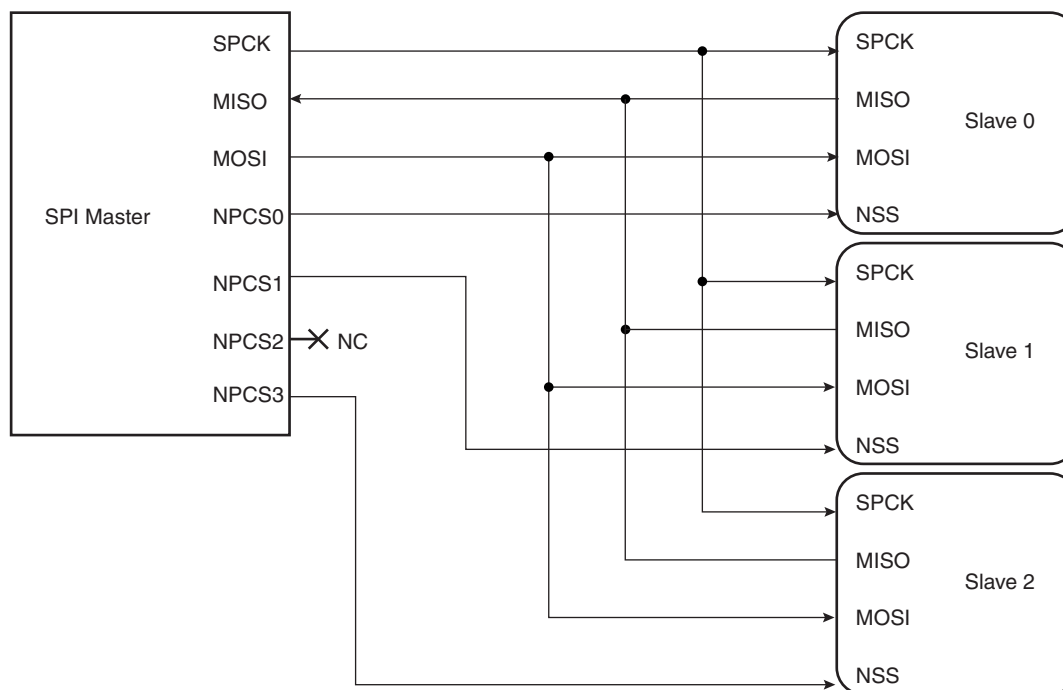 SPI Master
SPCK
MISO
MOSI
NPCS0
NPCS1
NPCS2
NC
NPCS3
SPCK
MISO
Slave 0
MOSI
NSS
SPCK
MISO
Slave 1
MOSI
NSS
SPCK
MISO
Slave 2
MOSI
NSS